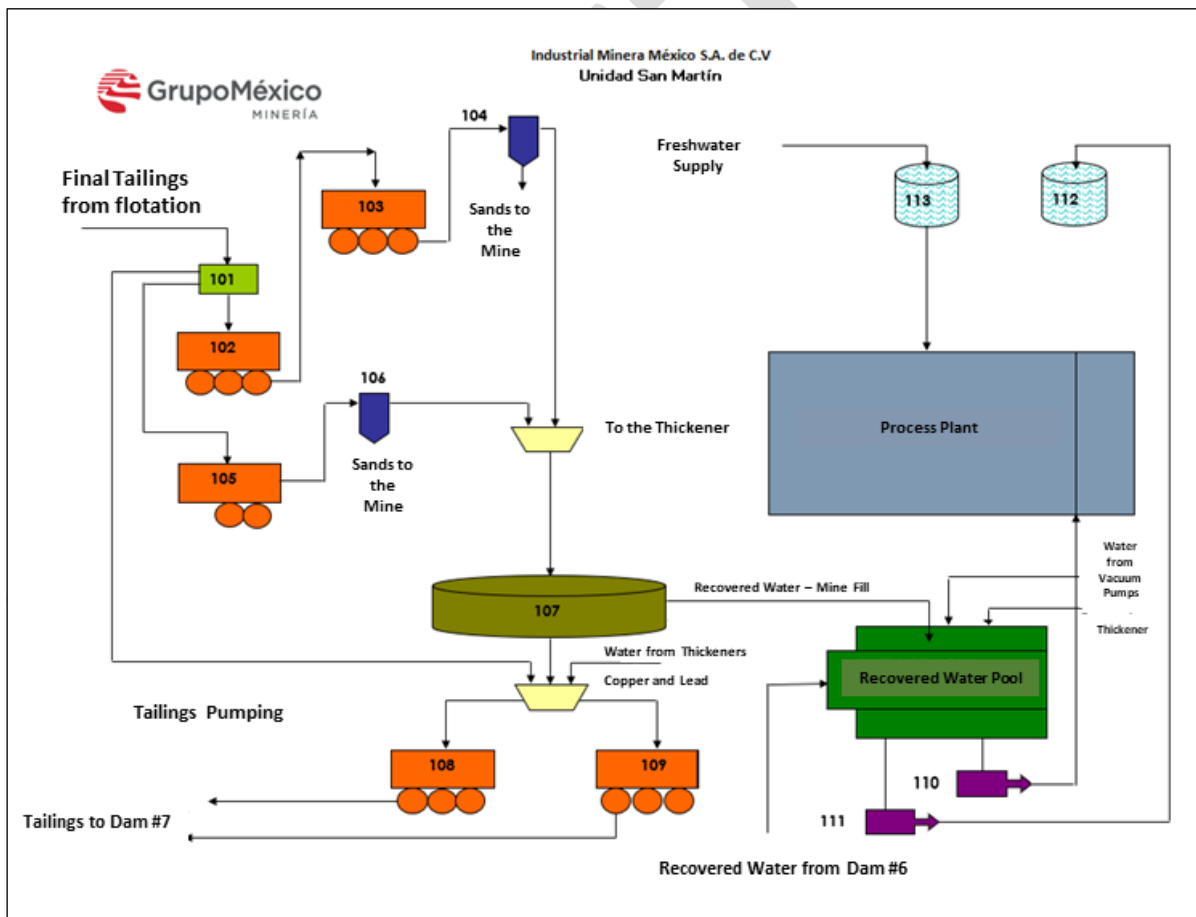 Industrial Minera México S.A. de C.V
Unidad San Martín
GrupoMéxico
MINERÍA
104
Freshwater
Supply
Final Tailings
from flotation
103
113
112
Sands to
the
Mine
101
102
106
To the Thickener
Process Plant
105
Sands to
the
Mine
Water
from
Vacuum
Pumps
Recovered Water – Mine Fill
107
Thickener
Water from Thickeners
Copper and Lead
Recovered Water Pool
Tailings Pumping
108
109
110
Tailings to Dam #7
111
Recovered Water from Dam #6